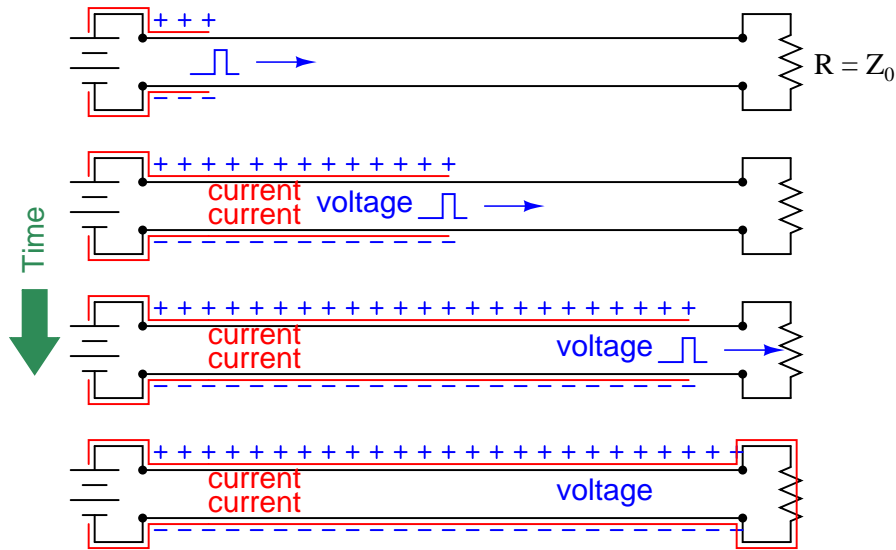 + + +
R = Z₀
− − −
+ + + + + + + + + + + + +
current
current
voltage
− − − − − − − − − − − − −
Time
+ + + + + + + + + + + + + + + + + + + + + + +
current
current
voltage
− − − − − − − − − − − − − − − − − − − − − − −
+ + + + + + + + + + + + + + + + + + + + + + + + +
current
current
voltage
− − − − − − − − − − − − − − − − − − − − − − − − −